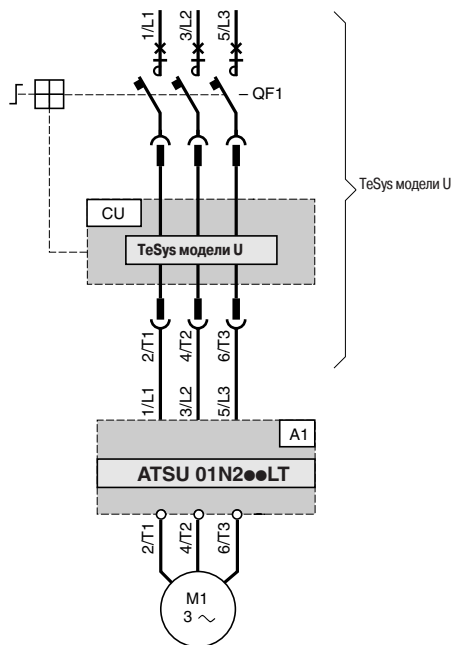 1/L1
3/L2
5/L3
QF1
TeSys модели U
CU
TeSys модели U
2/T1
4/T2
6/T3
1/L1
3/L2
5/L3
A1
ATSU 01N2●●LT
2/T1
4/T2
6/T3
M1
3 ~